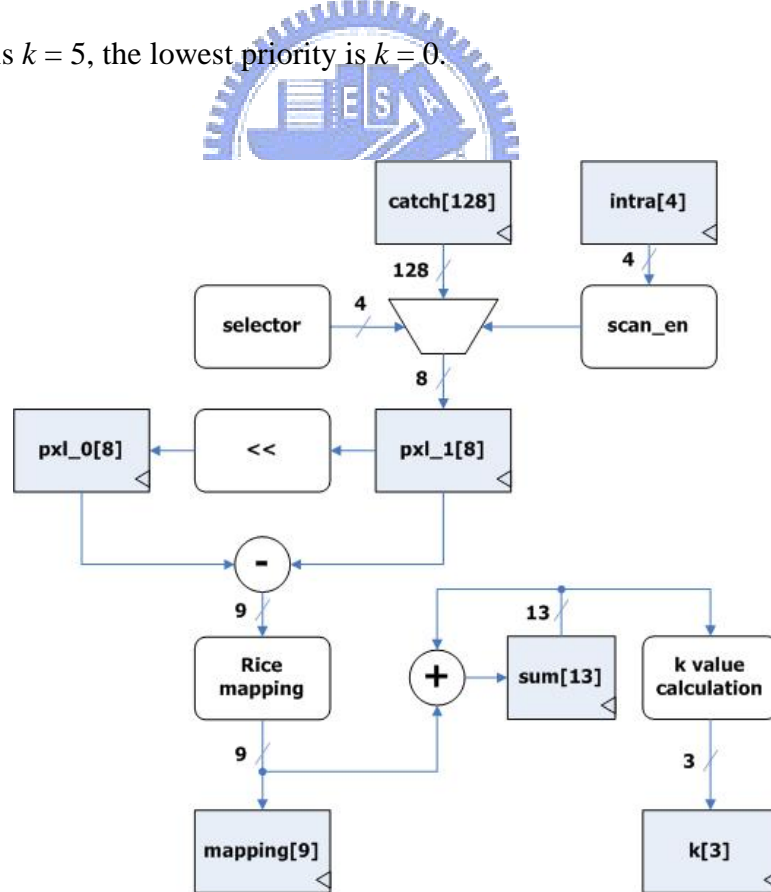 is k = 5, the lowest priority is k = 0.
E S A
catch[128]
intra[4]
128
4
selector
4
scan_en
8
pxl_0[8]
<<
pxl_1[8]
-
9
13
Rice
mapping
+
sum[13]
k value
calculation
9
3
mapping[9]
k[3]